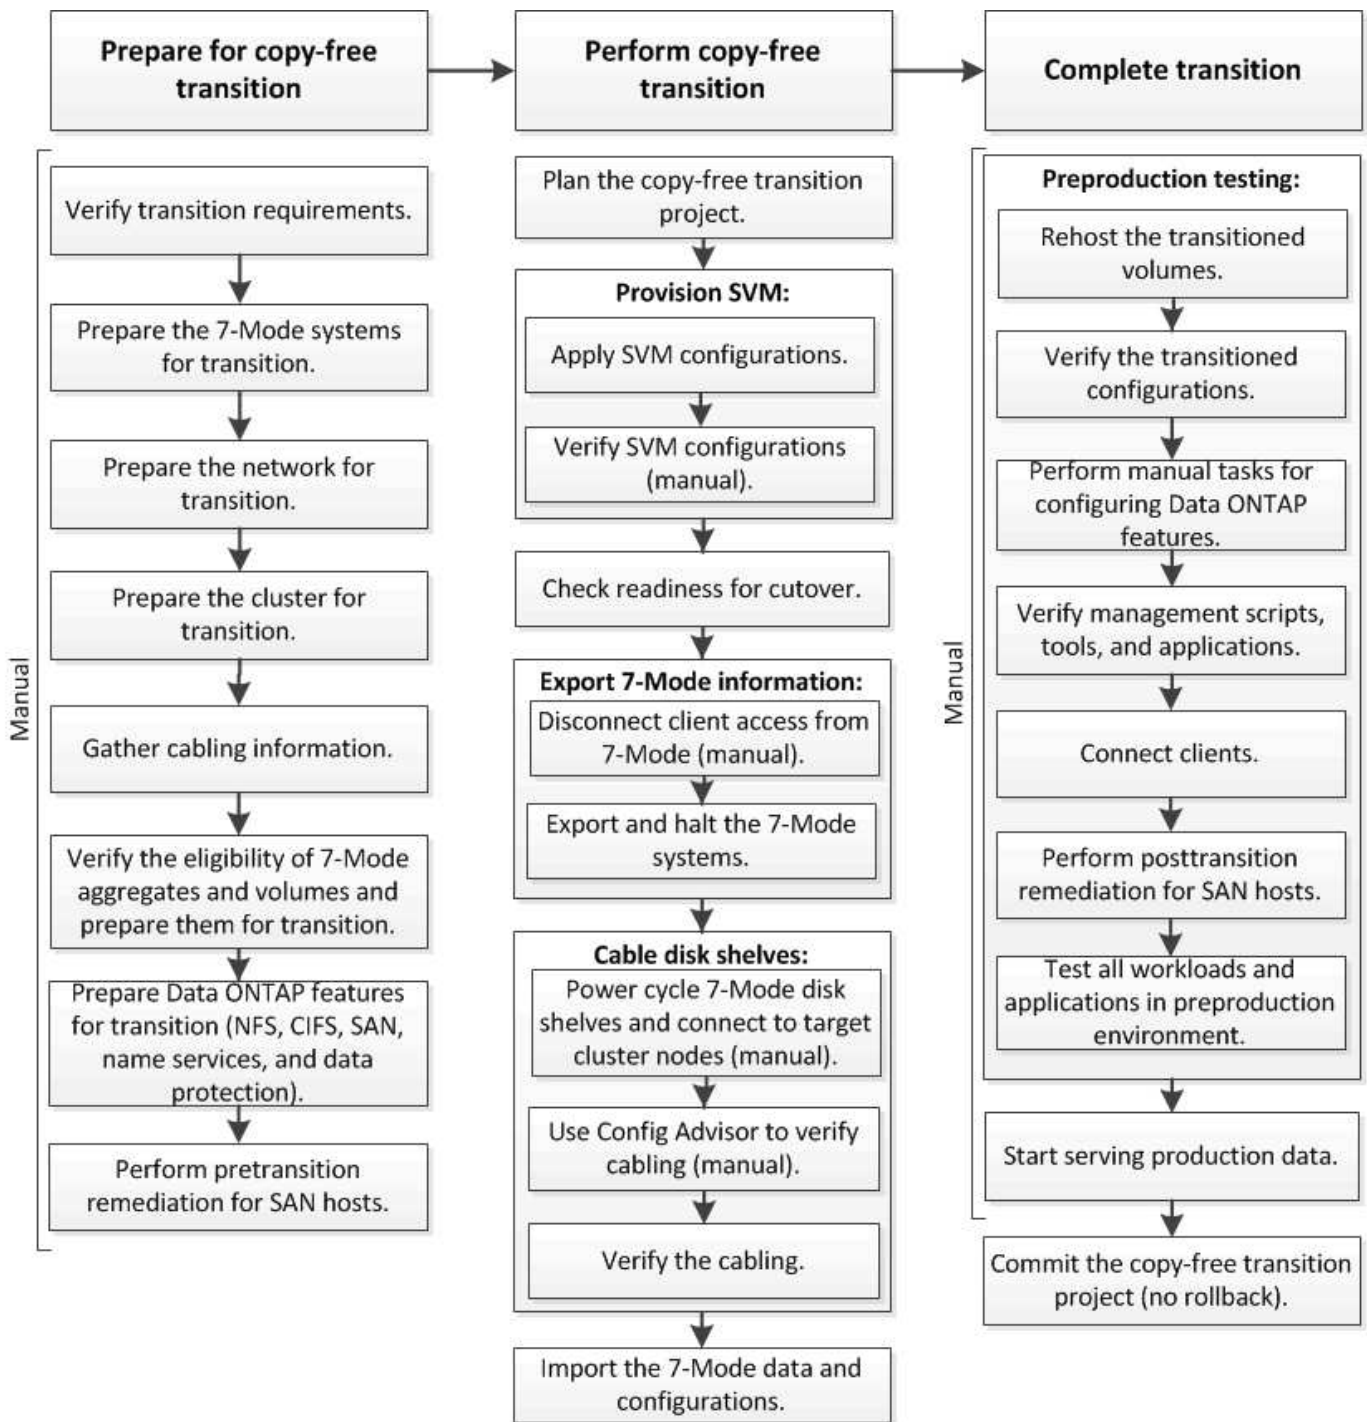 Prepare for copy-free
transition
Perform copy-free
transition
Complete transition
Manual
Verify transition requirements.
Prepare the 7-Mode systems
for transition.
Prepare the network for
transition.
Prepare the cluster for
transition.
Gather cabling information.
Verify the eligibility of 7-Mode
aggregates and volumes and
prepare them for transition.
Prepare Data ONTAP features
for transition (NFS, CIFS, SAN,
name services, and data
protection).
Perform pretransition
remediation for SAN hosts.
Plan the copy-free transition
project.
Provision SVM:
Apply SVM configurations.
Verify SVM configurations
(manual).
Check readiness for cutover.
Export 7-Mode information:
Disconnect client access from
7-Mode (manual).
Export and halt the 7-Mode
systems.
Cable disk shelves:
Power cycle 7-Mode disk
shelves and connect to target
cluster nodes (manual).
Use Config Advisor to verify
cabling (manual).
Verify the cabling.
Import the 7-Mode data and
configurations.
Manual
Preproduction testing:
Rehost the transitioned
volumes.
Verify the transitioned
configurations.
Perform manual tasks for
configuring Data ONTAP
features.
Verify management scripts,
tools, and applications.
Connect clients.
Perform posttransition
remediation for SAN hosts.
Test all workloads and
applications in preproduction
environment.
Start serving production data.
Commit the copy-free transition
project (no rollback).